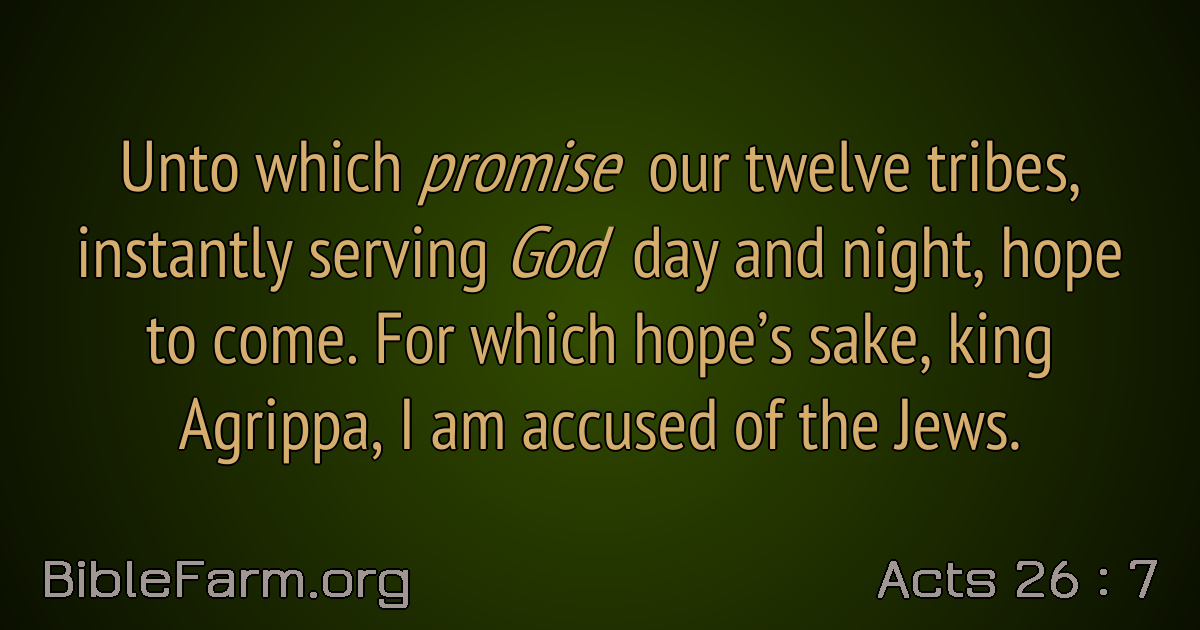 Unto which promise our twelve tribes,
instantly serving God day and night, hope
to come. For which hope’s sake, king
Agrippa, I am accused of the Jews.
BibleFarm.org
Acts 26 : 7